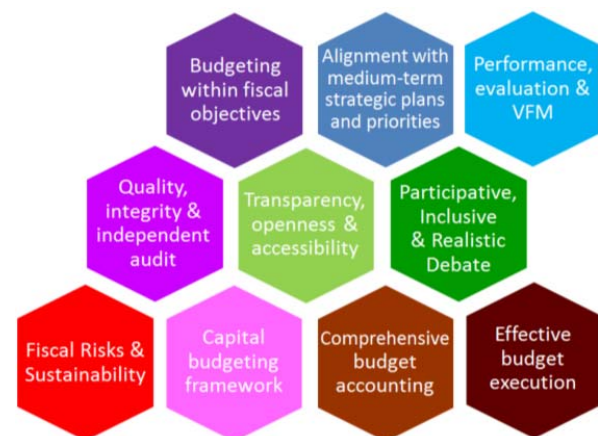 Budgeting
within fiscal
objectives
Alignment with
medium-term
strategic plans
and priorities
Performance,
evaluation &
VFM
Quality,
integrity &
independent
audit
Transparency,
openness &
accessibility
Participative,
Inclusive
& Realistic
Debate
Fiscal Risks &
Sustainability
Capital
budgeting
framework
Comprehensive
budget
accounting
Effective
budget
execution